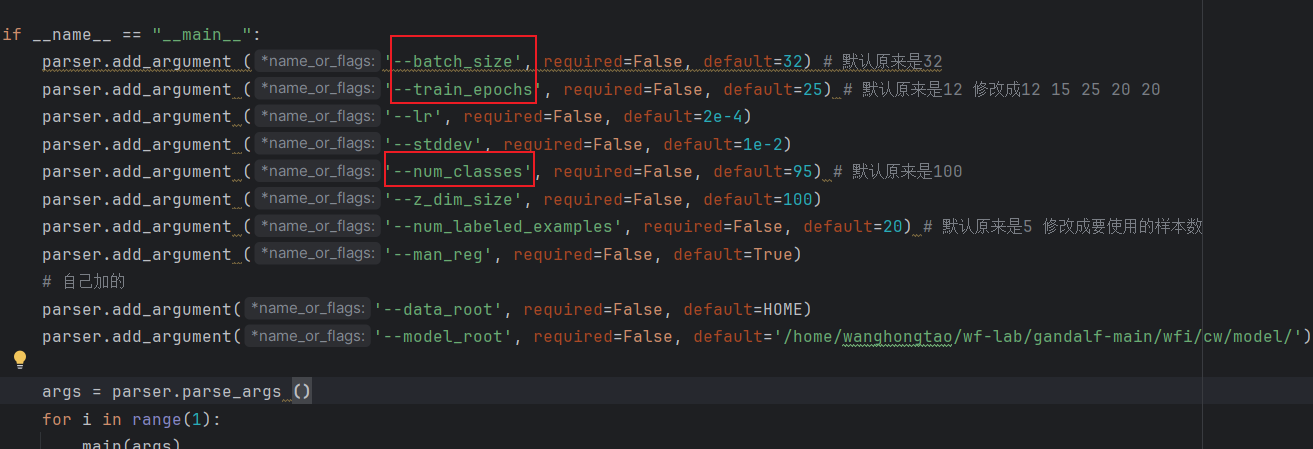 if __name__ == "__main__":
parser.add_argument (*name_or_flags: '--batch_size', required=False, default=32) # 默认原来是32
parser.add_argument (*name_or_flags: '--train_epochs', required=False, default=25) # 默认原来是12 修改成12 15 25 20 20
parser.add_argument (*name_or_flags: '--lr', required=False, default=2e-4)
parser.add_argument (*name_or_flags: '--stddev', required=False, default=1e-2)
parser.add_argument (*name_or_flags: '--num_classes', required=False, default=95) # 默认原来是100
parser.add_argument (*name_or_flags: '--z_dim_size', required=False, default=100)
parser.add_argument (*name_or_flags: '--num_labeled_examples', required=False, default=20) # 默认原来是5 修改成要使用的样本数
parser.add_argument (*name_or_flags: '--man_reg', required=False, default=True)
# 自己加的
parser.add_argument(*name_or_flags: '--data_root', required=False, default=HOME)
parser.add_argument(*name_or_flags: '--model_root', required=False, default='/home/wanghongtao/wf-lab/gandalf-main/wfi/cw/model/')
args = parser.parse_args ()
for i in range(1):
main(args)